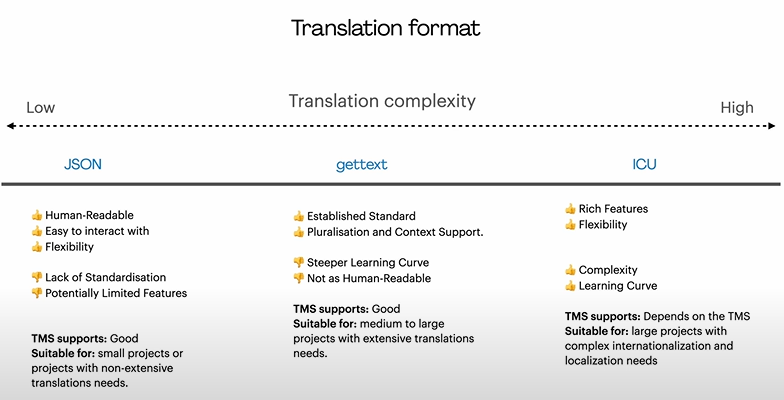 Translation format
Low
Translation complexity
High
JSON
gettext
ICU
👍 Human-Readable
👍 Easy to interact with
👍 Flexibility
👎 Lack of Standardisation
👎 Potentially Limited Features
TMS supports: Good
Suitable for: small projects or
projects with non-extensive
translations needs.
👍 Established Standard
👍 Pluralisation and Context Support.
👎 Steeper Learning Curve
👎 Not as Human-Readable
TMS supports: Good
Suitable for: medium to large
projects with extensive translations
needs.
👍 Rich Features
👍 Flexibility
👍 Complexity
👍 Learning Curve
TMS supports: Depends on the TMS
Suitable for: large projects with
complex internationalization and
localization needs